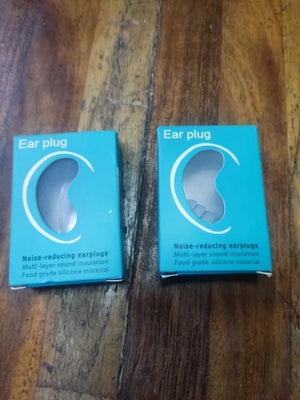 Ear plug
Noise-reducing earplugs
.Multi-layer sound insulation
.Food grade silicone material
Ear plug
Noise-reducing earplugs
.Multi-layer sound insulation
.Food grade silicone material